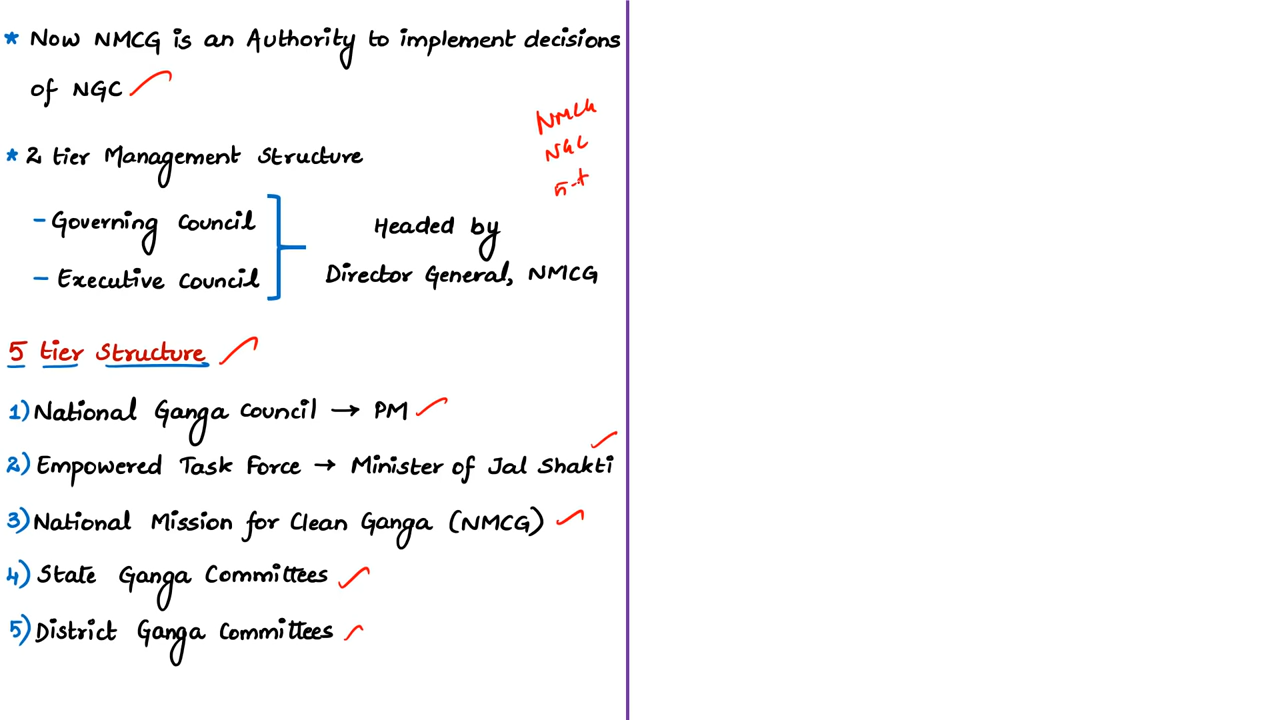 * Now NMCG is an Authority to implement decisions
of NGC
NMCG
NGC
5-t
* 2 tier Management Structure
- Governing Council
- Executive Council
Headed by
Director General, NMCG
5 tier Structure
1) National Ganga Council → PM
2) Empowered Task Force → Minister of Jal Shakti
3) National Mission for Clean Ganga (NMCG)
4) State Ganga Committees
5) District Ganga Committees